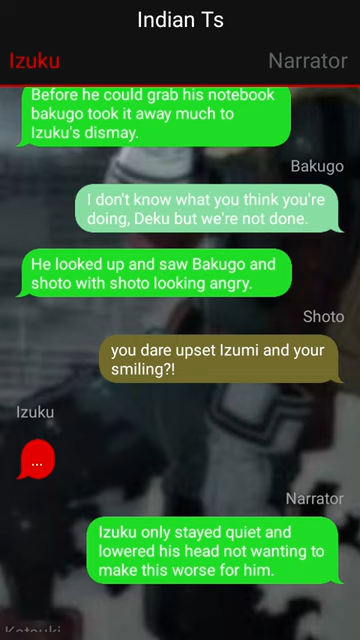 Indian Ts
Izuku
Narrator
Before he could grab his notebook
bakugo took it away much to
Izuku's dismay.
Bakugo
I don't know what you think you're
doing, Deku but we're not done.
He looked up and saw Bakugo and
shoto with shoto looking angry.
Shoto
you dare upset Izumi and your
smiling?!
Izuku
...
Narrator
Izuku only stayed quiet and
lowered his head not wanting to
make this worse for him.